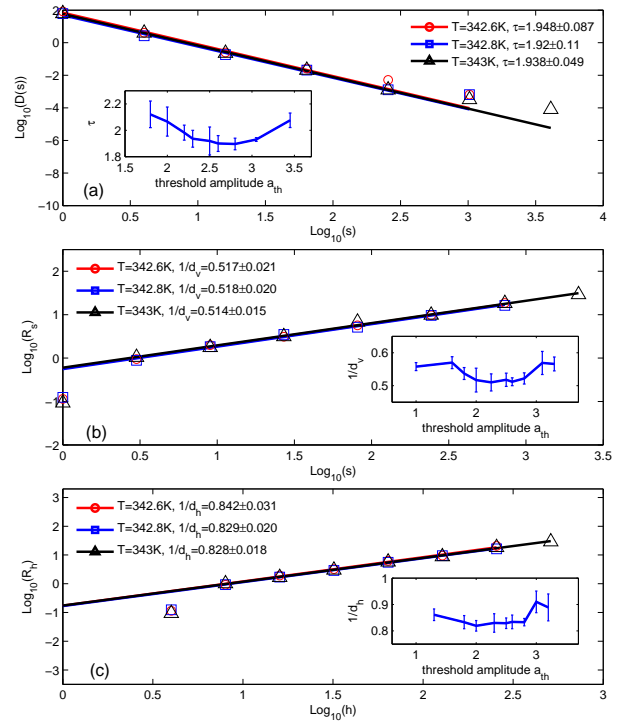 2
0
−2
−4
−6
−8
−10
Log10(D(s))
T=342.6K, τ=1.948±0.087
T=342.8K, τ=1.92±0.11
T=343K, τ=1.938±0.049
2.2
2
1.8
τ
1.5 2 2.5 3 3.5
threshold amplitude ath
(a)
0 0.5 1 1.5 2 2.5 3 3.5 4
Log10(s)
2
1
0
−1
−2
−3
Log10(Rs)
T=342.6K, 1/dv=0.517±0.021
T=342.8K, 1/dv=0.518±0.020
T=343K, 1/dv=0.514±0.015
0.6
0.5
1/dv
1 2 3
threshold amplitude ath
(b)
0 0.5 1 1.5 2 2.5 3 3.5
Log10(s)
3
2
1
0
−1
−2
−3
Log10(Rh)
T=342.6K, 1/dh=0.842±0.031
T=342.8K, 1/dh=0.829±0.020
T=343K, 1/dh=0.828±0.018
1
0.9
0.8
1/dh
1 2 3
threshold amplitude ath
(c)
0 0.5 1 1.5 2 2.5 3
Log10(h)